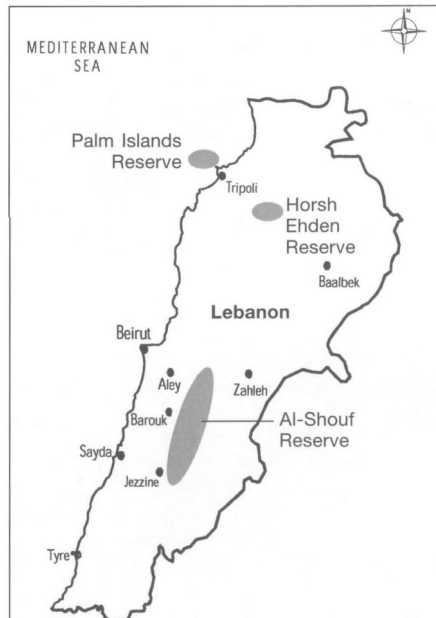 N
MEDITERRANEAN
SEA
Palm Islands
Reserve
Tripoli
Horsh
Ehden
Reserve
Baalbek
Lebanon
Beirut
Aley
Zahleh
Barouk
Al-Shouf
Reserve
Sayda
Jezzine
Tyre